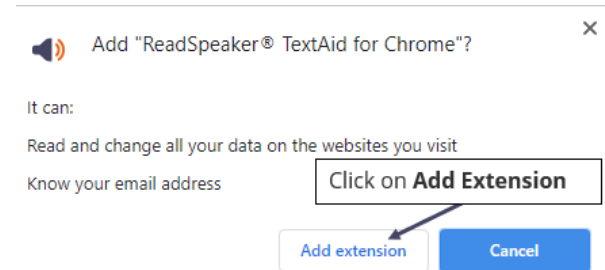 Add "ReadSpeaker® TextAid for Chrome"?
It can:
Read and change all your data on the websites you visit
Know your email address
Click on Add Extension
Add extension
Cancel